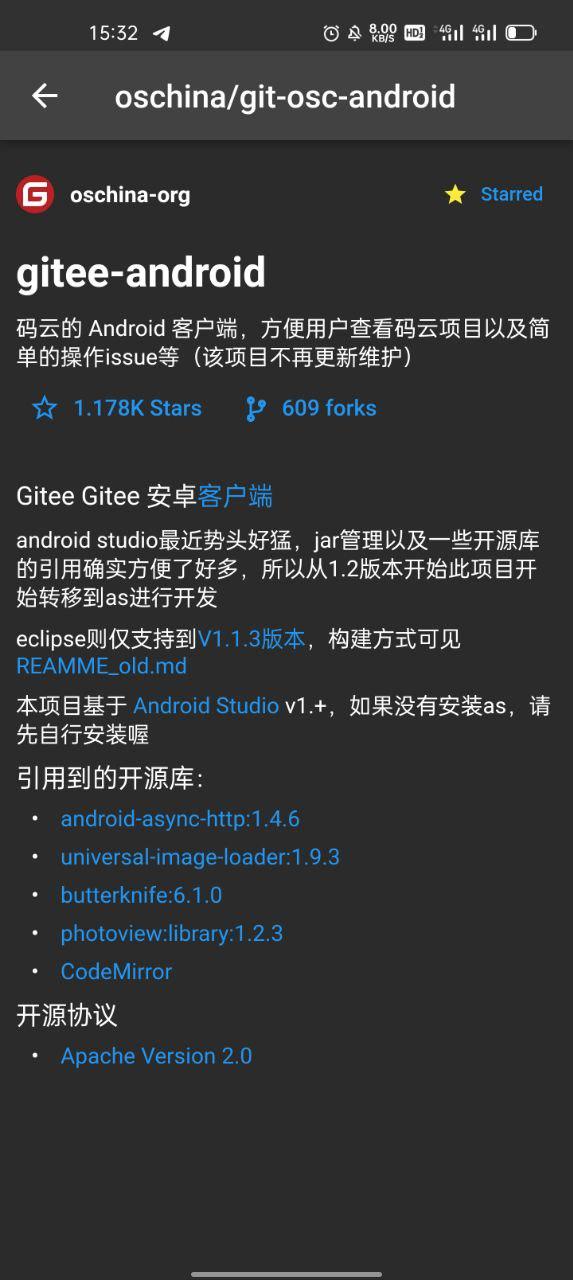 15:32 8.00 KB/S HD 4G 4G
oschina/git-osc-android
oschina-org Starred
gitee-android
码云的 Android 客户端，方便用户查看码云项目以及简
单的操作issue等（该项目不再更新维护）
1.178K Stars 609 forks
Gitee Gitee 安卓客户端
android studio最近势头好猛，jar管理以及一些开源库
的引用确实方便了好多，所以从1.2版本开始此项目开
始转移到as进行开发
eclipse则仅支持到V1.1.3版本，构建方式可见
REAMME_old.md
本项目基于 Android Studio v1.+，如果没有安装as，请
先自行安装喔
引用到的开源库：
• android-async-http:1.4.6
• universal-image-loader:1.9.3
• butterknife:6.1.0
• photoview:library:1.2.3
• CodeMirror
开源协议
• Apache Version 2.0